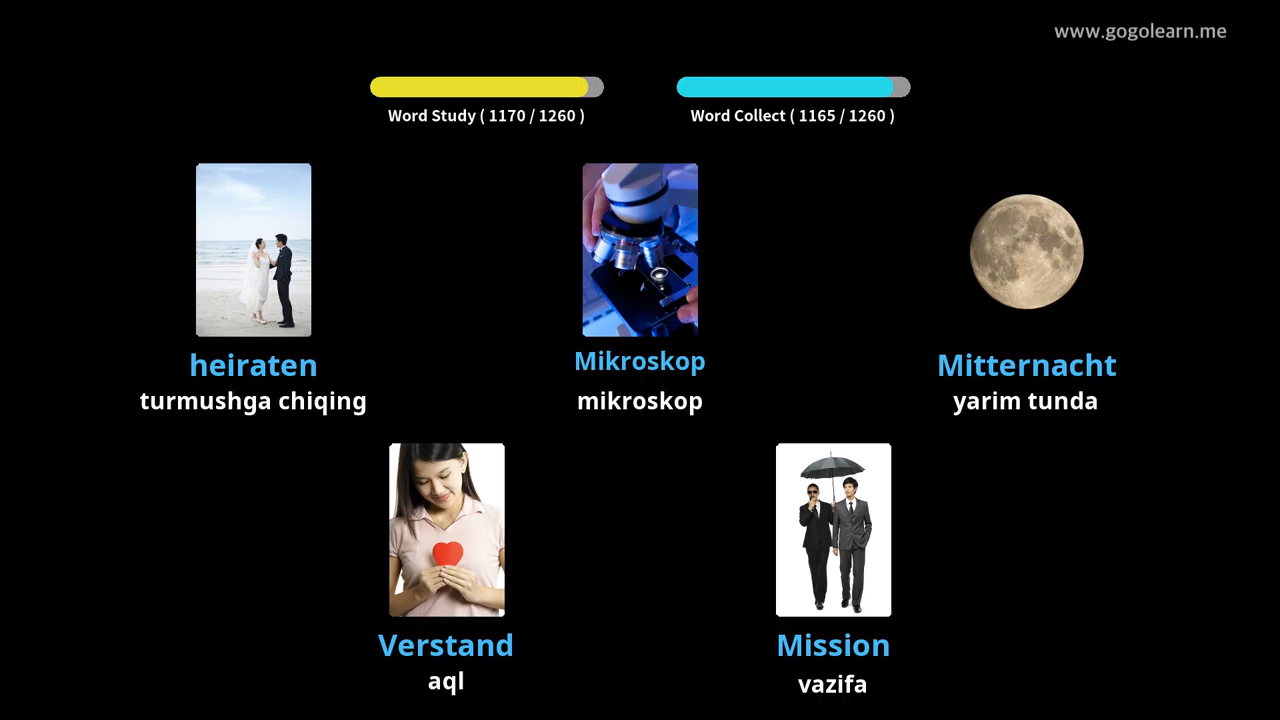 www.gogolearn.me
Word Study ( 1170 / 1260 )
Word Collect ( 1165 / 1260 )
heiraten
turmushga chiqing
Mikroskop
mikroskop
Mitternacht
yarim tunda
Verstand
aql
Mission
vazifa